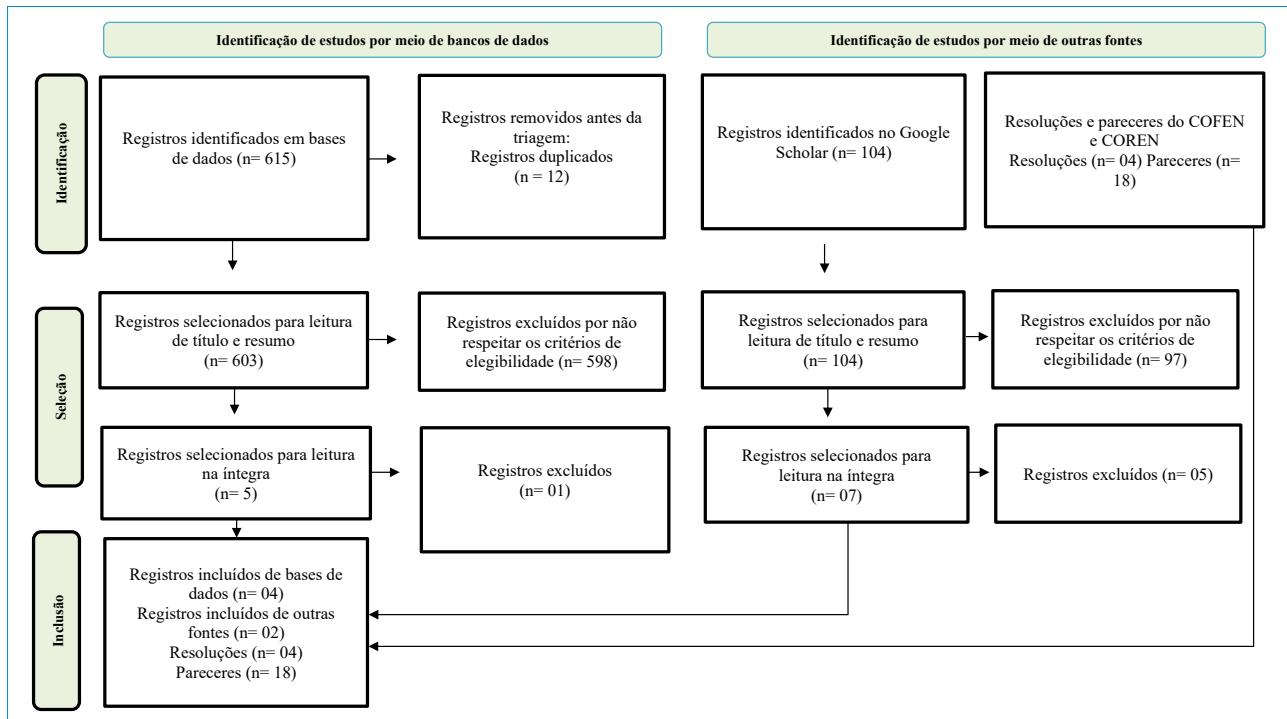 Identificação de estudos por meio de bancos de dados
Identificação de estudos por meio de outras fontes
Identificação
Registros identificados em bases
de dados (n= 615)
Registros removidos antes da
triagem:
Registros duplicados
(n = 12)
Registros identificados no Google
Scholar (n= 104)
Resoluções e pareceres do COFEN
e COREN
Resoluções (n= 04) Pareceres (n=
18)
Seleção
Registros selecionados para leitura
de título e resumo
(n= 603)
Registros excluídos por não
respeitar os critérios de
elegibilidade (n= 598)
Registros selecionados para
leitura de título e resumo
(n= 104)
Registros excluídos por não
respeitar os critérios de
elegibilidade (n= 97)
Registros selecionados para leitura
na íntegra
(n= 5)
Registros excluídos
(n= 01)
Registros selecionados para
leitura na íntegra
(n= 07)
Registros excluídos (n= 05)
Inclusão
Registros incluídos de bases de
dados (n= 04)
Registros incluídos de outras
fontes (n= 02)
Resoluções (n= 04)
Pareceres (n= 18)